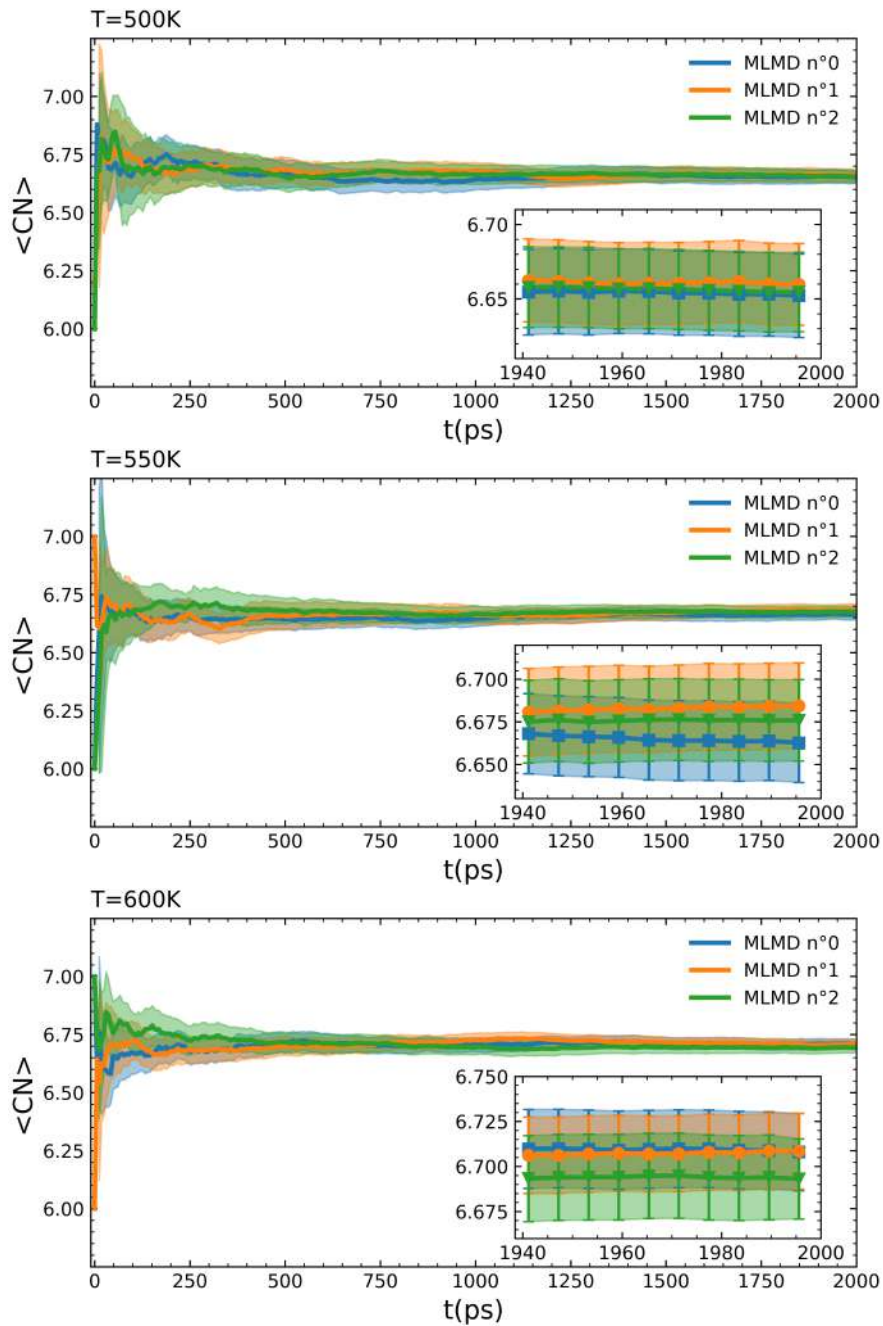 T=500K
7.00
6.75
6.50
6.25
6.00
<CN>
MLMD n°0
MLMD n°1
MLMD n°2
6.70
6.65
1940 1960 1980 2000
0 250 500 750 1000 1250 1500 1750 2000
t(ps)
T=550K
7.00
6.75
6.50
6.25
6.00
<CN>
MLMD n°0
MLMD n°1
MLMD n°2
6.700
6.675
6.650
1940 1960 1980 2000
0 250 500 750 1000 1250 1500 1750 2000
t(ps)
T=600K
7.00
6.75
6.50
6.25
6.00
<CN>
MLMD n°0
MLMD n°1
MLMD n°2
6.750
6.725
6.700
6.675
1940 1960 1980 2000
0 250 500 750 1000 1250 1500 1750 2000
t(ps)